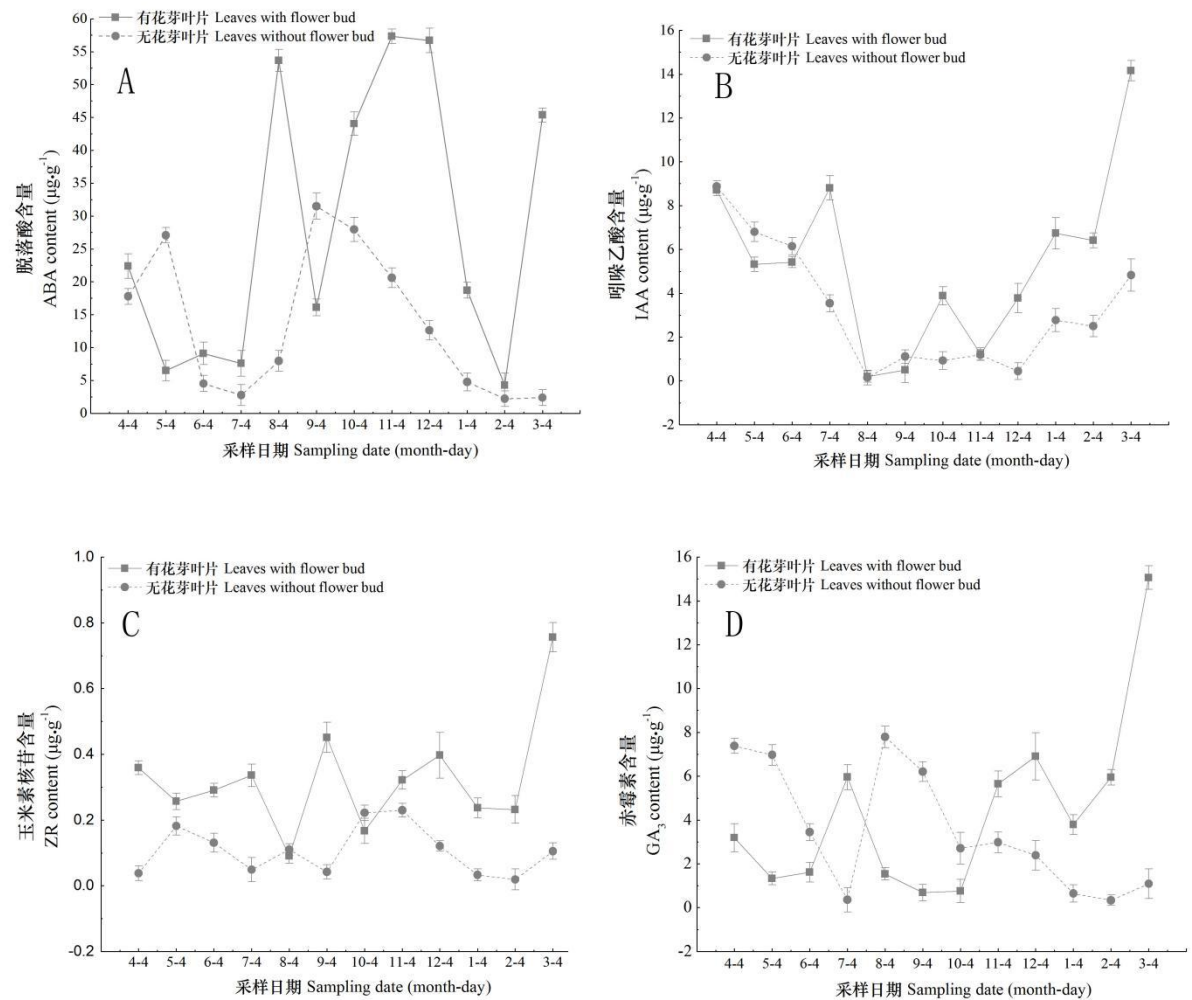 有花芽叶片 Leaves with flower bud
无花芽叶片 Leaves without flower bud
A
60
55
50
45
40
35
30
25
20
15
10
5
0
脱落酸含量
ABA content (μg·g⁻¹)
4-4 5-4 6-4 7-4 8-4 9-4 10-4 11-4 12-4 1-4 2-4 3-4
采样日期 Sampling date (month-day)
有花芽叶片 Leaves with flower bud
无花芽叶片 Leaves without flower bud
B
16
14
12
10
8
6
4
2
0
-2
吲哚乙酸含量
IAA content (μg·g⁻¹)
4-4 5-4 6-4 7-4 8-4 9-4 10-4 11-4 12-4 1-4 2-4 3-4
采样日期 Sampling date (month-day)
有花芽叶片 Leaves with flower bud
无花芽叶片 Leaves without flower bud
C
1.0
0.8
0.6
0.4
0.2
0.0
-0.2
玉米素核苷含量
ZR content (μg·g⁻¹)
4-4 5-4 6-4 7-4 8-4 9-4 10-4 11-4 12-4 1-4 2-4 3-4
采样日期 Sampling date (month-day)
有花芽叶片 Leaves with flower bud
无花芽叶片 Leaves without flower bud
D
16
14
12
10
8
6
4
2
0
-2
赤霉素含量
GA₃ content (μg·g⁻¹)
4-4 5-4 6-4 7-4 8-4 9-4 10-4 11-4 12-4 1-4 2-4 3-4
采样日期 Sampling date (month-day)